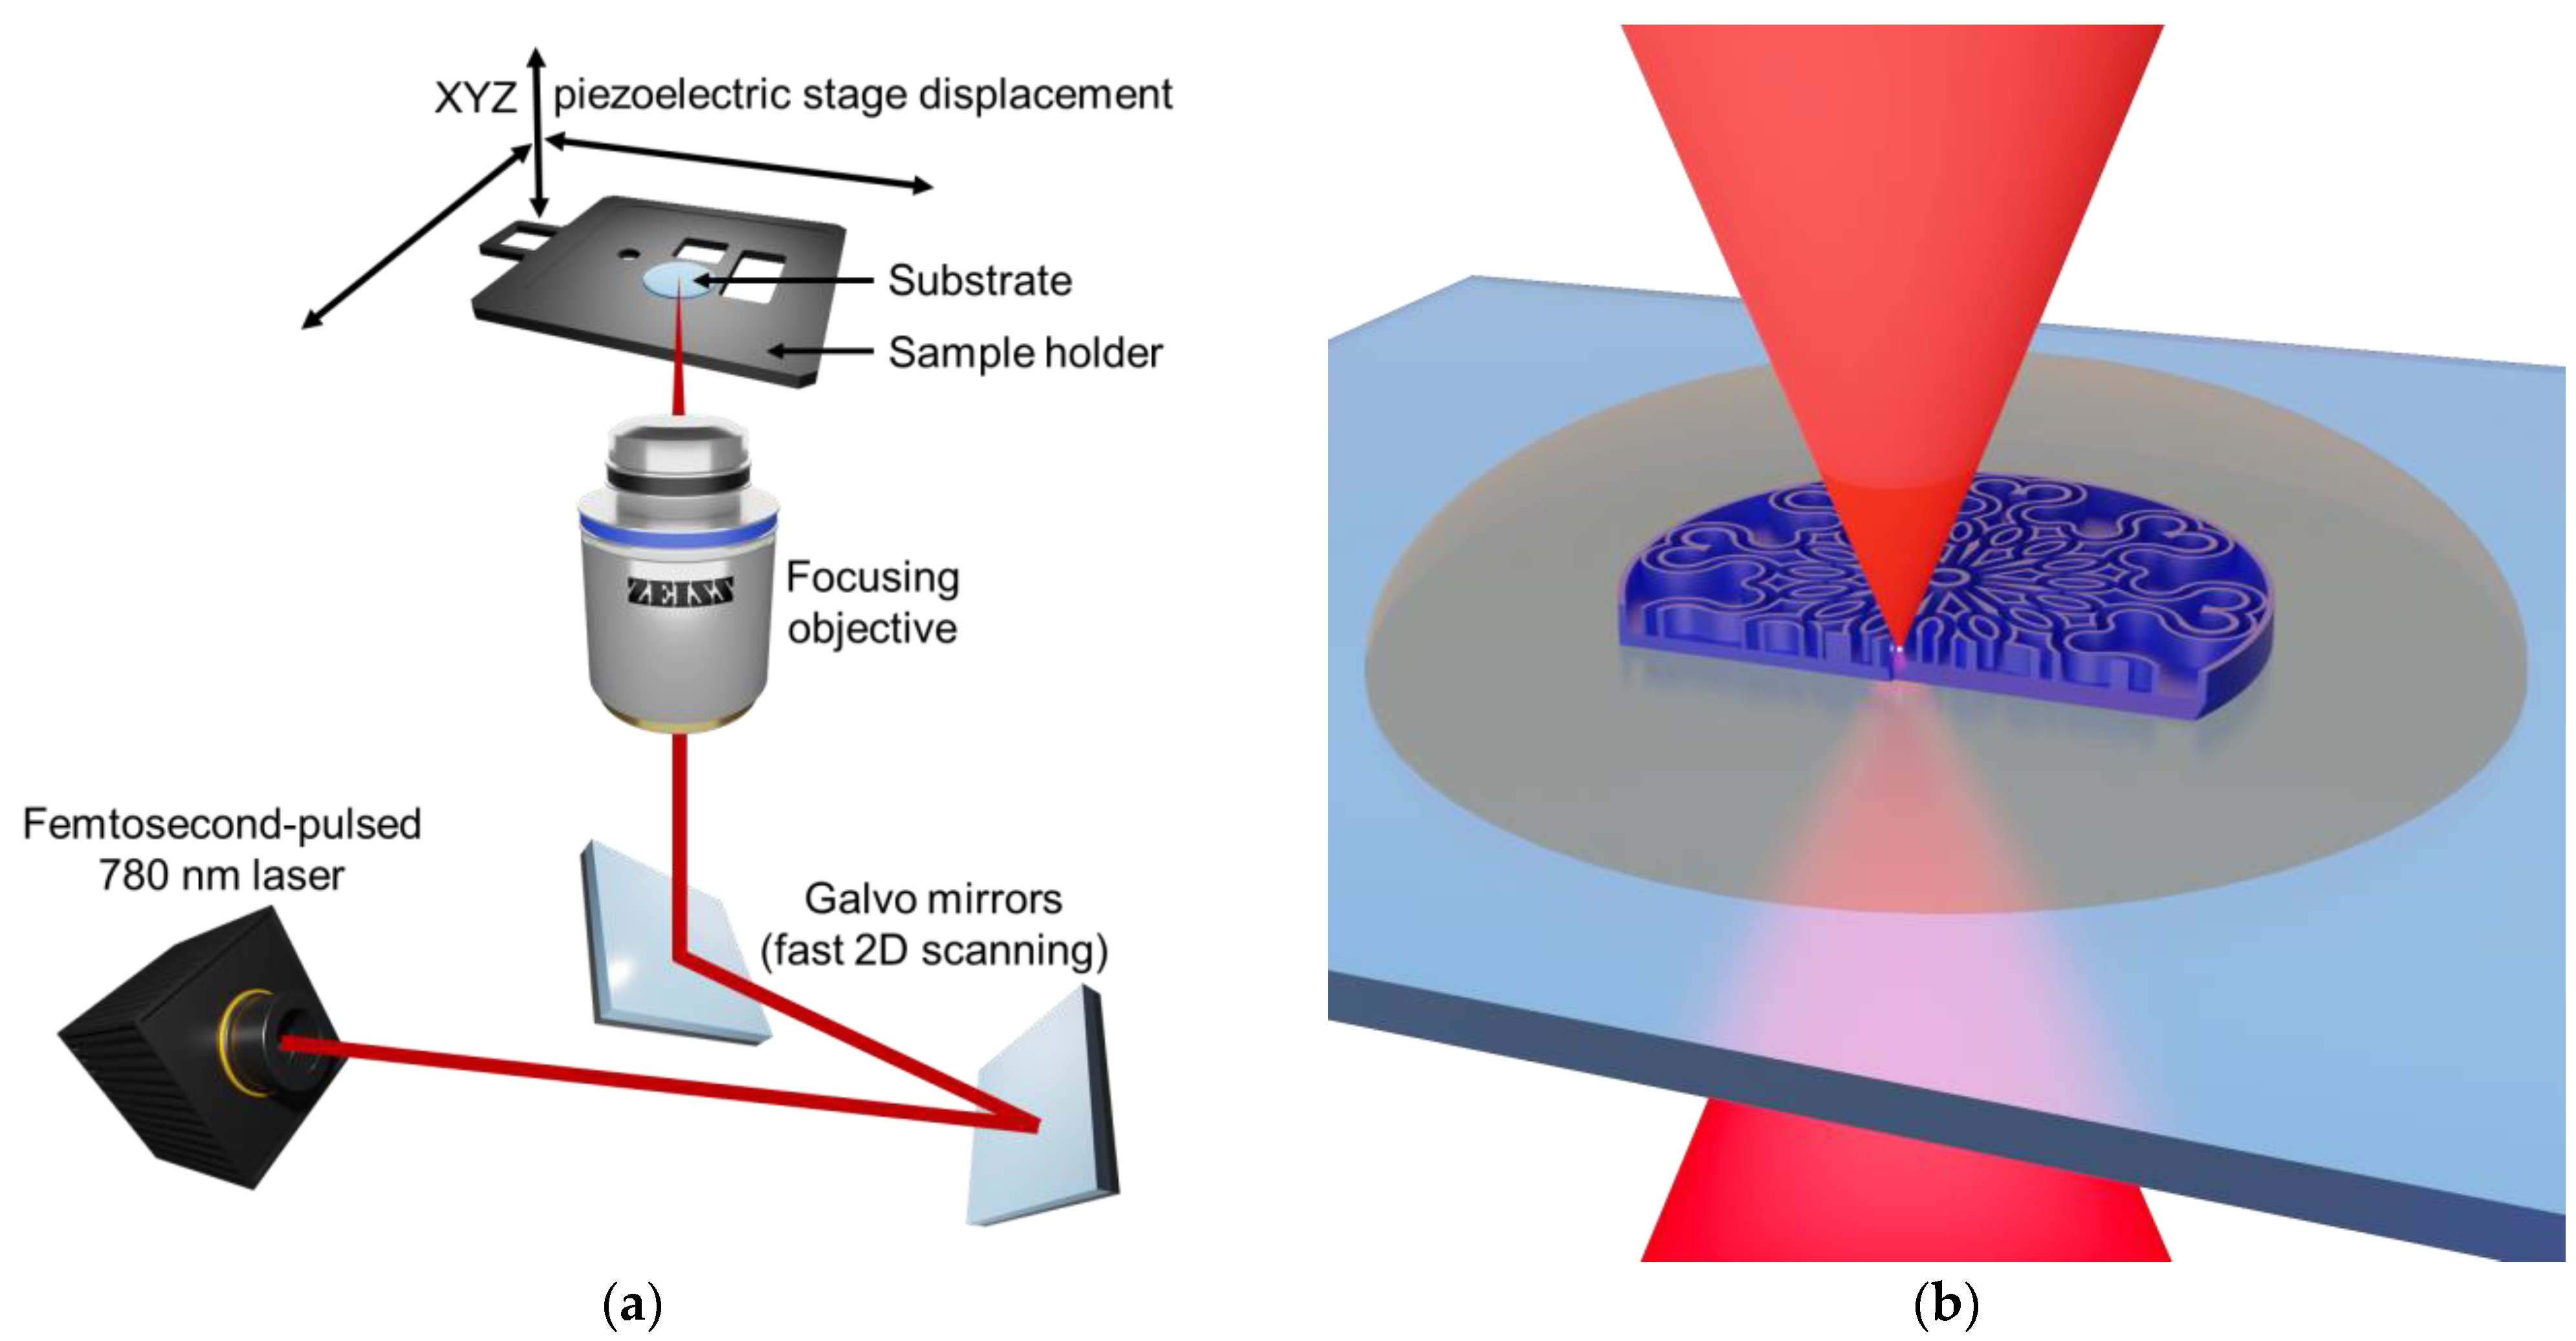 XYZ piezoelectric stage displacement
Substrate
Sample holder
ZEISS
Focusing
objective
Femtosecond-pulsed
780 nm laser
Galvo mirrors
(fast 2D scanning)
(a)
(b)